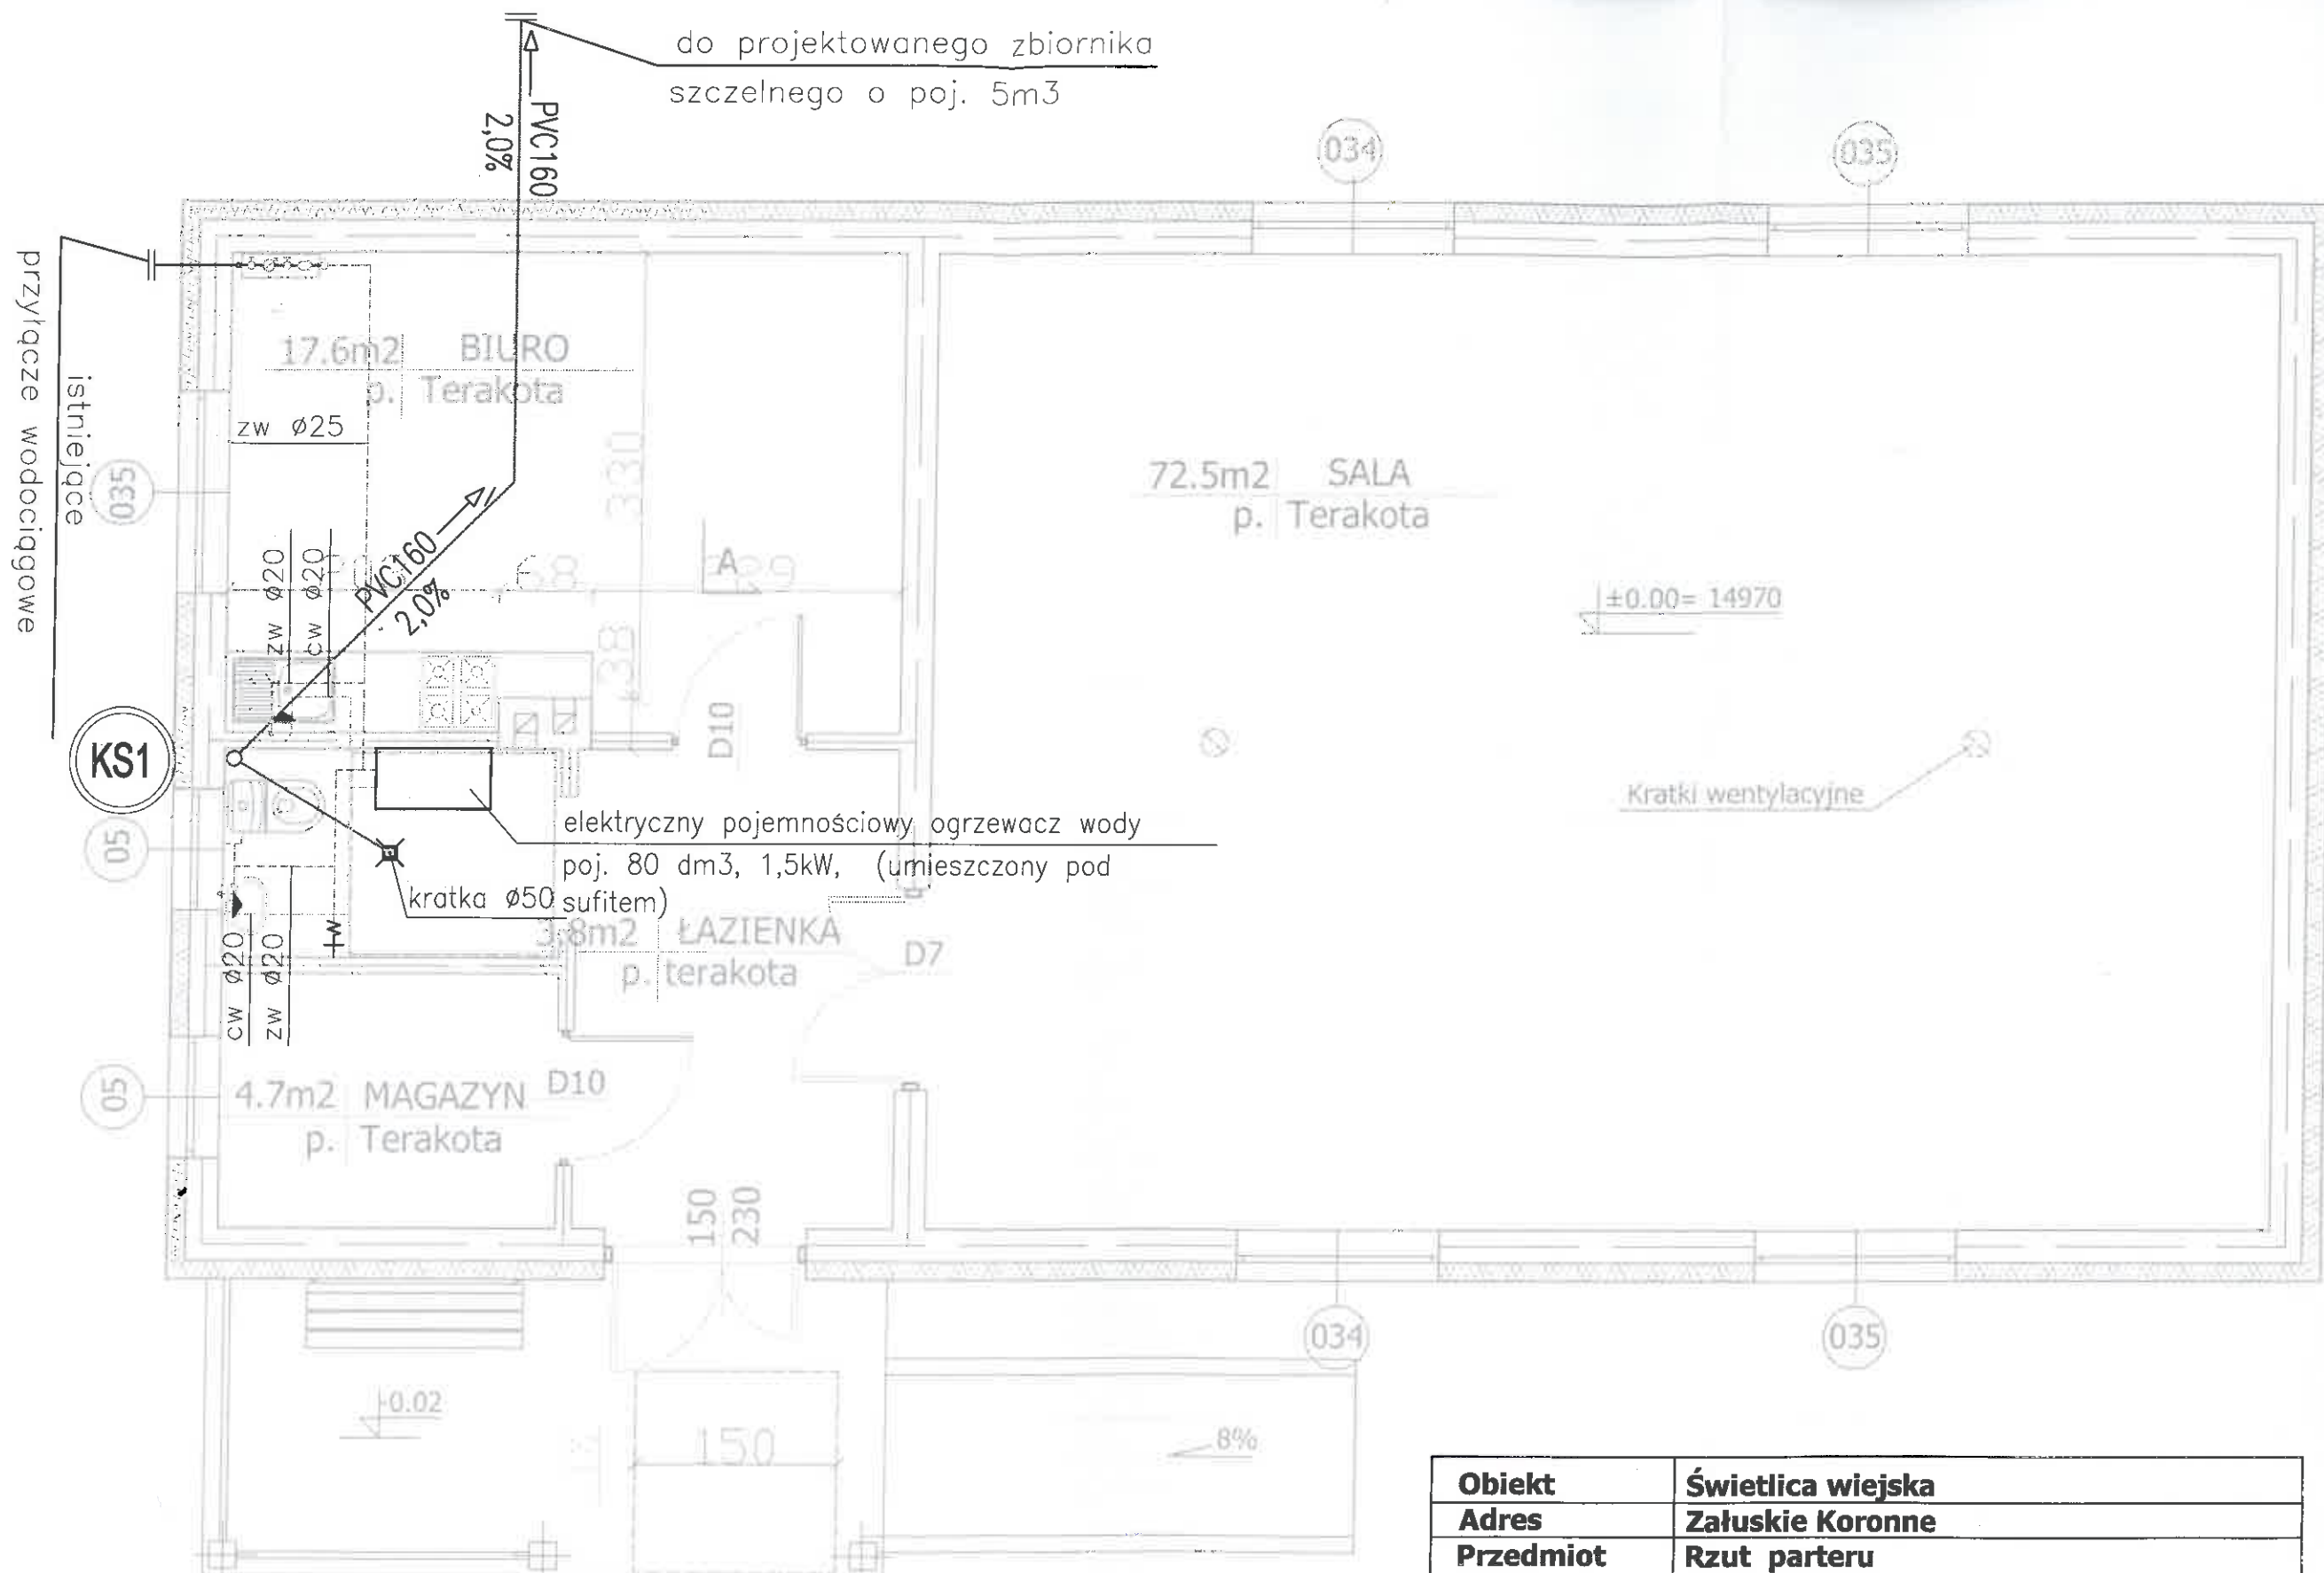 do projektowanego zbiornika
szczelnego o poj. 5m3
PVC160
2,0%
034
035
przyłącze wodociągowe
istniejące
17.6m2 BIURO
p. Terakota
zw ø25
035
330
72.5m2 SALA
p. Terakota
zw ø20
cw ø20
PVC160
2,0%
68
A
±0.00= 14970
D10
KS1
Kratki wentylacyjne
05
elektryczny pojemnościowy ogrzewacz wody
poj. 80 dm3, 1,5kW, (umieszczony pod
sufitem)
kratka ø50
3.8m2 ŁAZIENKA
p. terakota
D7
cw ø20
zw ø20
05
4.7m2 MAGAZYN
p. Terakota
D10
150
230
034
035
-0.02
150
8%
Obiekt Świetlica wiejska
Adres Załuskie Koronne
Przedmiot Rzut parteru